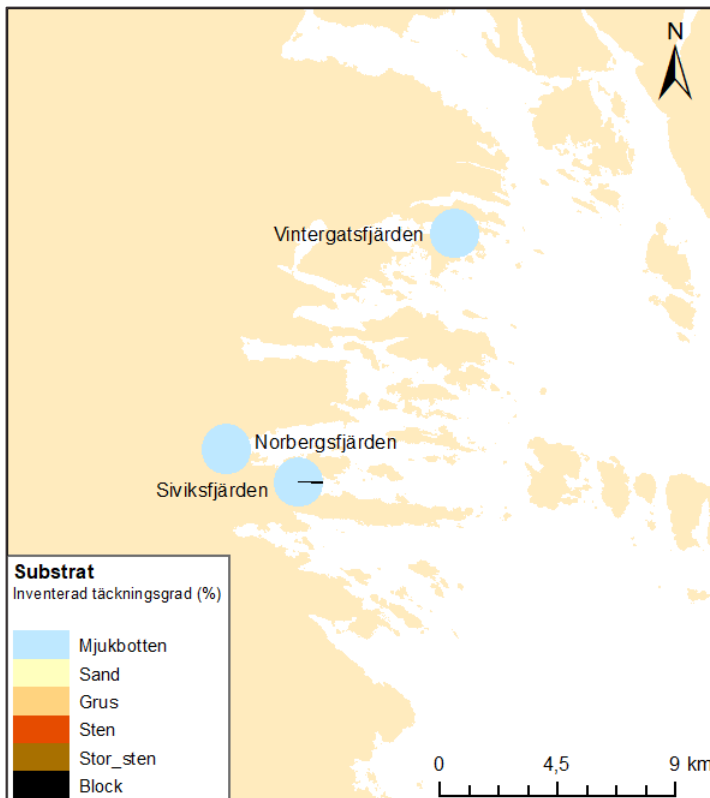 N
Vintergatsfjärden
Norbergsfjärden
Siviksfjärden
Substrat
Inventerad täckningsgrad (%)
Mjukbotten
Sand
Grus
Sten
Stor_sten
Block
0 4,5 9 km